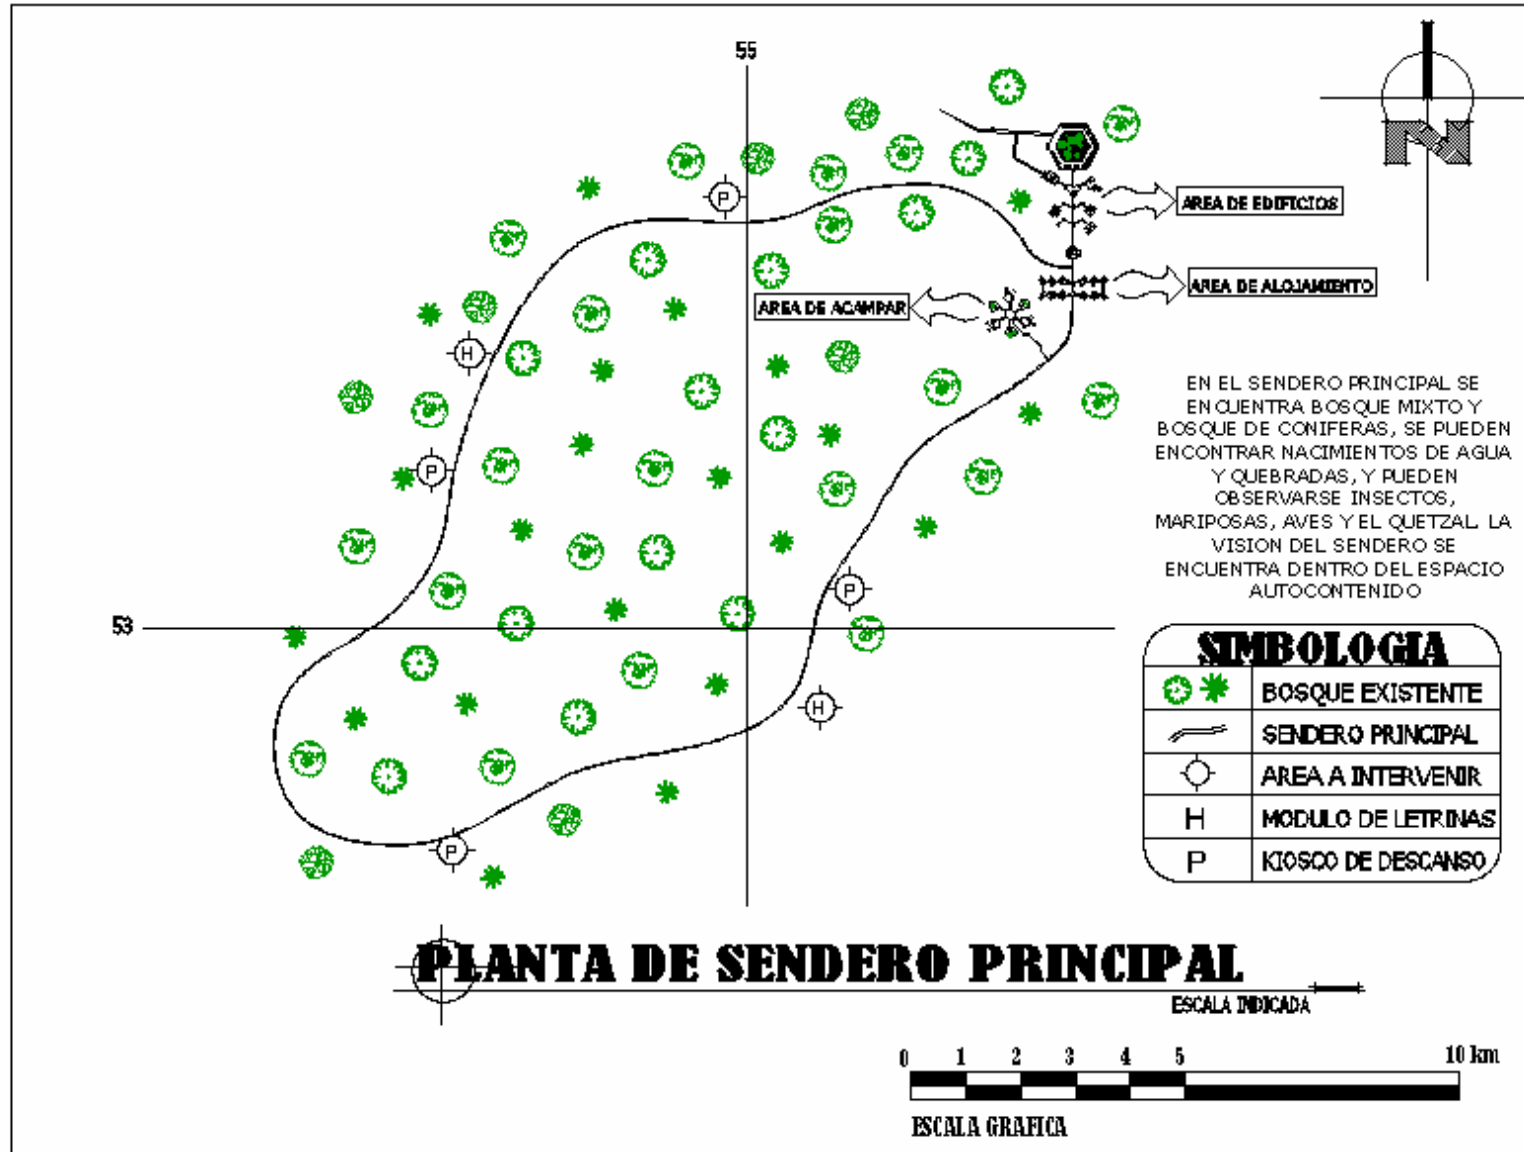 55
N
P
AREA DE EDIFICIOS
AREA DE ALOJAMIENTO
AREA DE ACAMPAR
H
P
EN EL SENDERO PRINCIPAL SE
ENCUENTRA BOSQUE MIXTO Y
BOSQUE DE CONIFERAS, SE PUEDEN
ENCONTRAR NACIMIENTOS DE AGUA
Y QUEBRADAS, Y PUEDEN
OBSERVARSE INSECTOS,
MARIPOSAS, AVES Y EL QUETZAL. LA
VISION DEL SENDERO SE
ENCUENTRA DENTRO DEL ESPACIO
AUTOCONTENIDO
P
53
H
P
SIMBOLOGIA
BOSQUE EXISTENTE
SENDERO PRINCIPAL
AREA A INTERVENIR
H MODULO DE LETRINAS
P KIOSCO DE DESCANSO
PLANTA DE SENDERO PRINCIPAL
ESCALA INDICADA
0 1 2 3 4 5 10 km
ESCALA GRAFICA